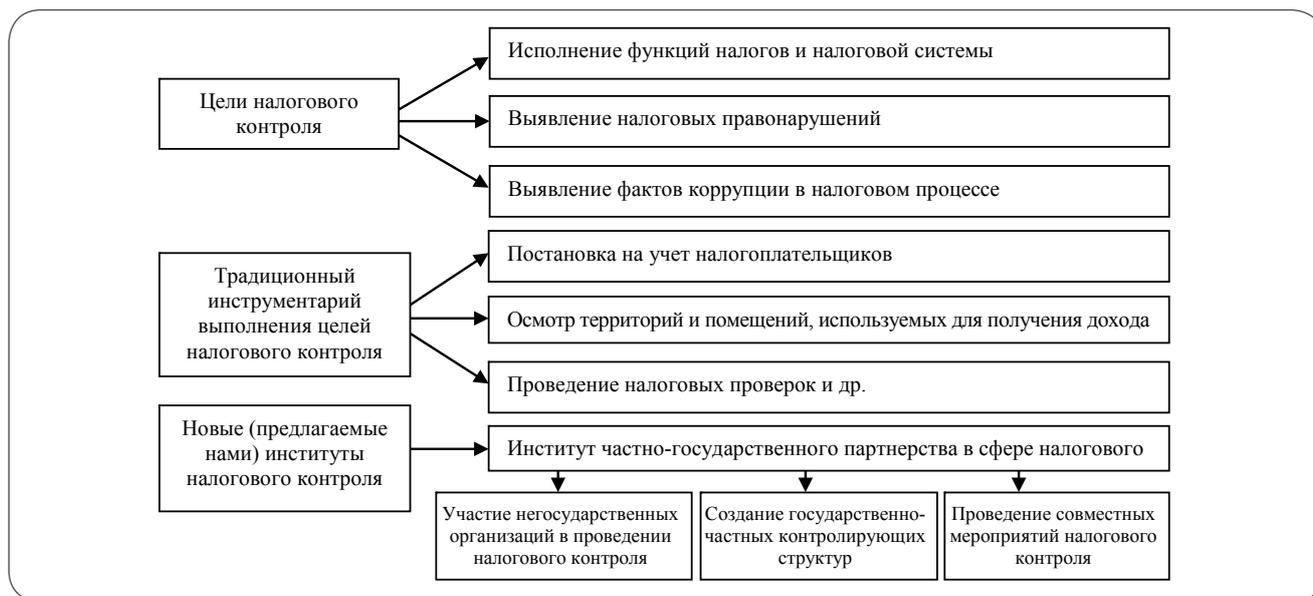 Цели налогового
контроля
Исполнение функций налогов и налоговой системы
Выявление налоговых правонарушений
Выявление фактов коррупции в налоговом процессе
Традиционный
инструментарий
выполнения целей
налогового контроля
Постановка на учет налогоплательщиков
Осмотр территорий и помещений, используемых для получения дохода
Проведение налоговых проверок и др.
Новые (предлагаемые
нами) институты
налогового контроля
Институт частно-государственного партнерства в сфере налогового
Участие негосударственных
организаций в проведении
налогового контроля
Создание государственно-
частных контролирующих
структур
Проведение совместных
мероприятий налогового
контроля